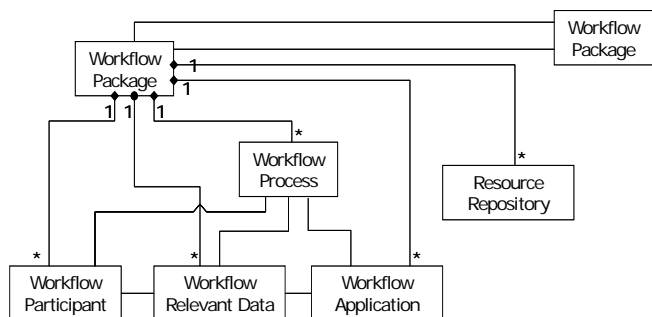 Workflow
Package
Workflow
Package
1
1
1
1
1
*
*
Workflow
Process
Resource
Repository
*
*
*
Workflow
Participant
Workflow
Relevant Data
Workflow
Application